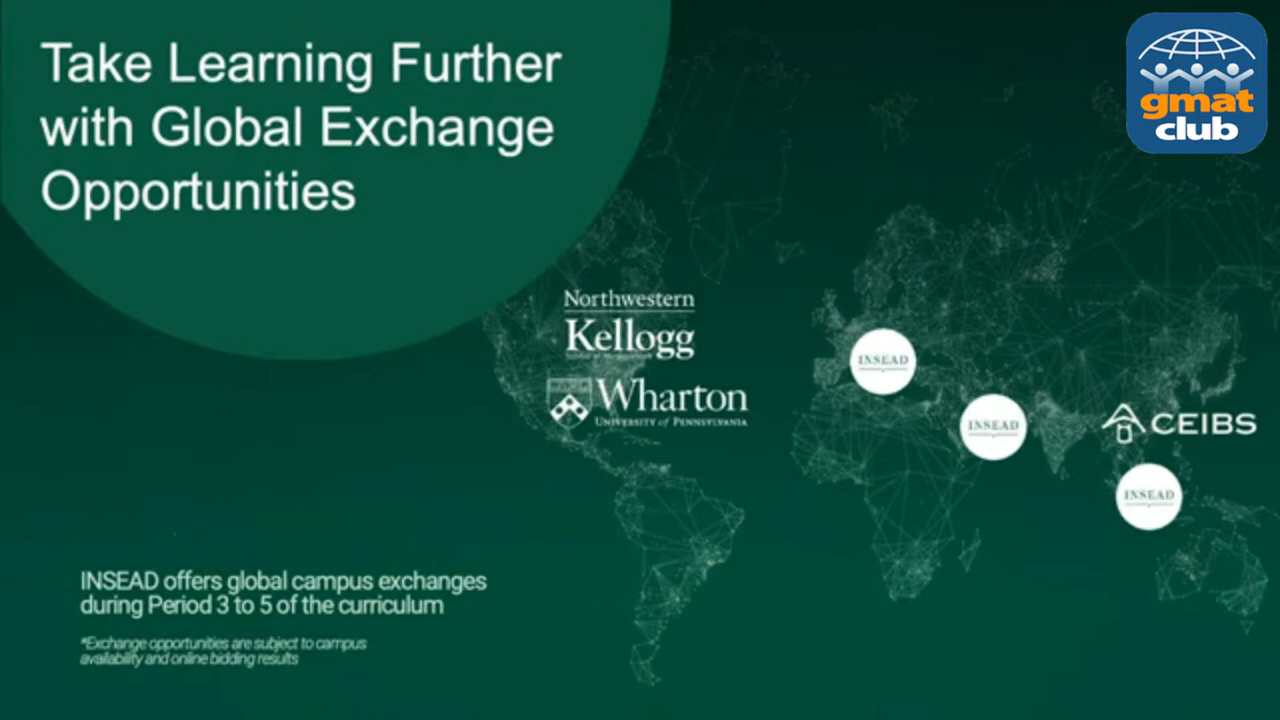 Take Learning Further
with Global Exchange
Opportunities
gmat
club
Northwestern
Kellogg
Wharton
UNIVERSITY of PENNSYLVANIA
INSEAD
INSEAD
CEIBS
INSEAD
INSEAD offers global campus exchanges
during Period 3 to 5 of the curriculum
*Exchange opportunities are subject to campus
availability and online bidding results